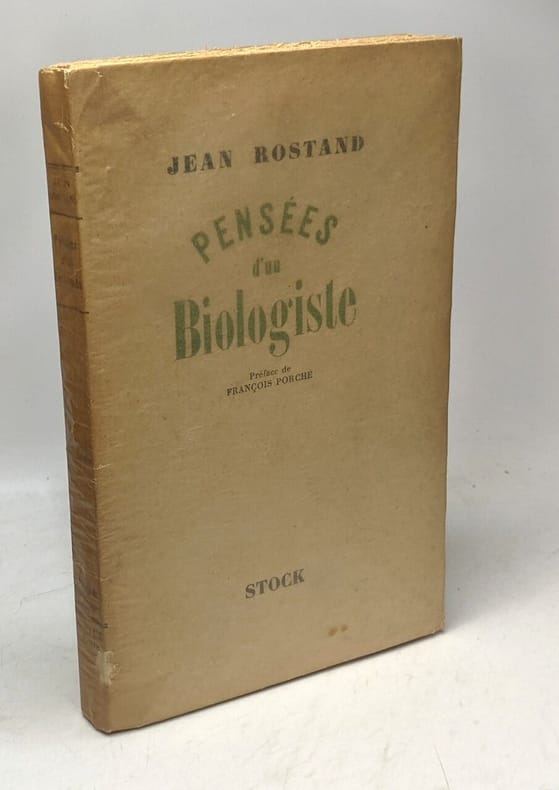 JEAN ROSTAND
PENSÉES
d'un
Biologiste
Préface de
FRANÇOIS PORCHÉ
STOCK